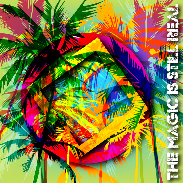 THE MAGIC IS STILL REAL